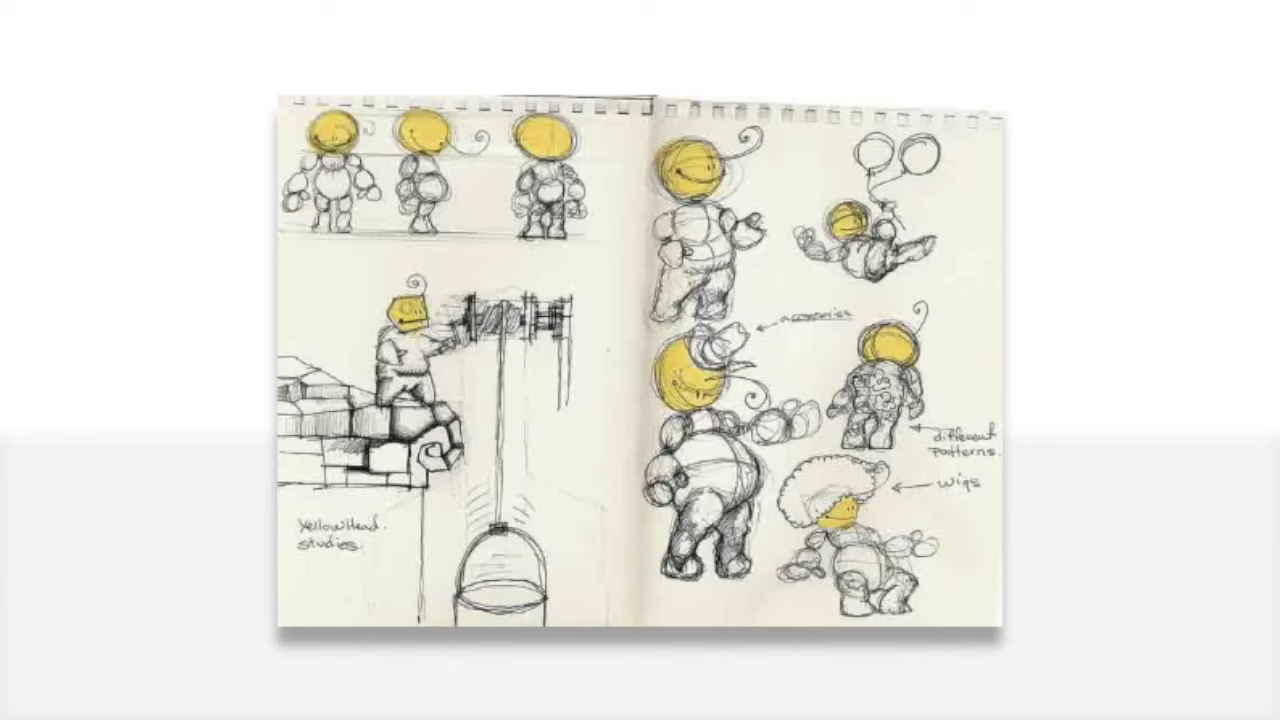 YellowHead.
studies.
accessories
different
patterns.
wigs